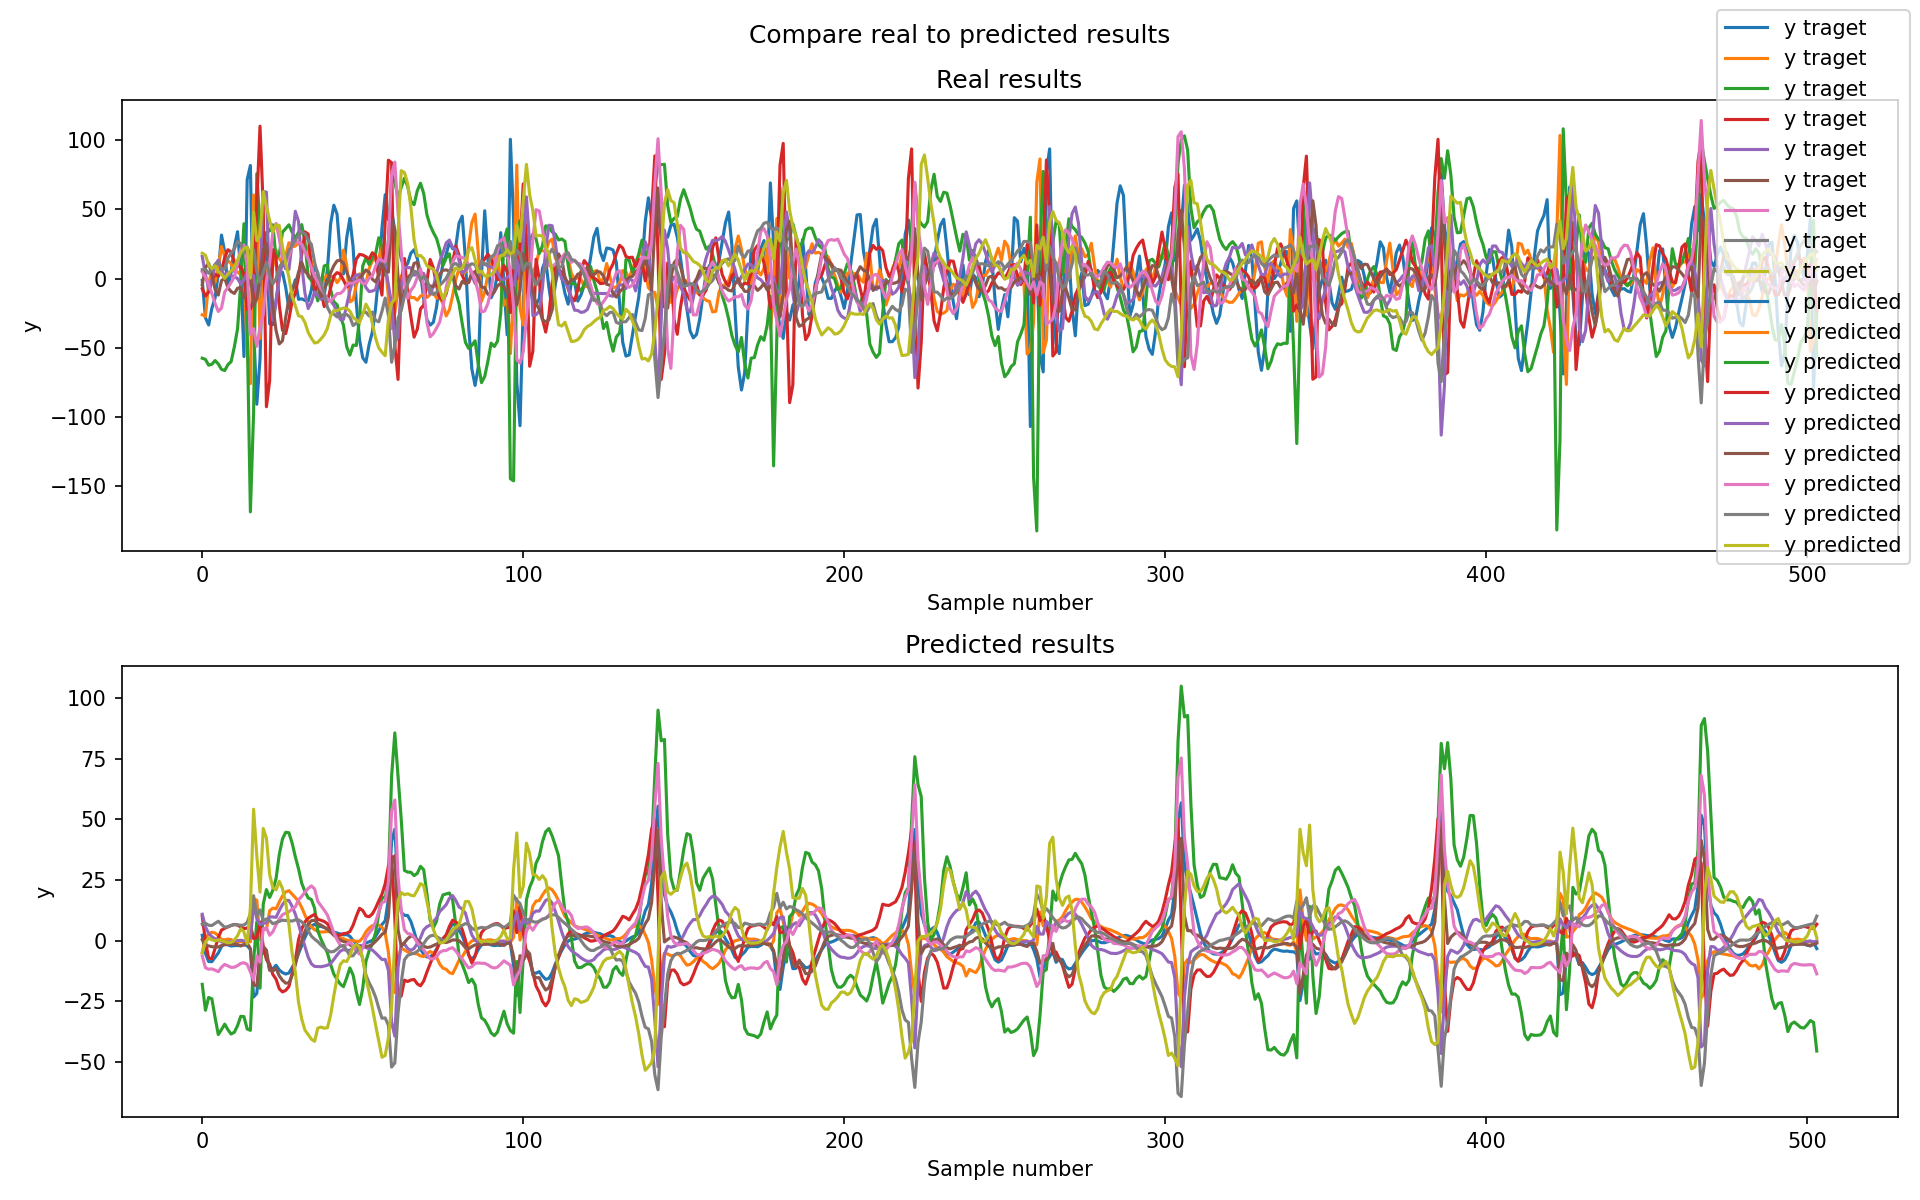 Compare real to predicted results
Real results
y traget
y traget
y traget
y traget
y traget
y traget
y traget
y traget
y traget
y predicted
y predicted
y predicted
y predicted
y predicted
y predicted
y predicted
y predicted
y predicted
100
50
0
−50
−100
−150
y
0 100 200 300 400 500
Sample number
Predicted results
100
75
50
25
0
−25
−50
y
0 100 200 300 400 500
Sample number